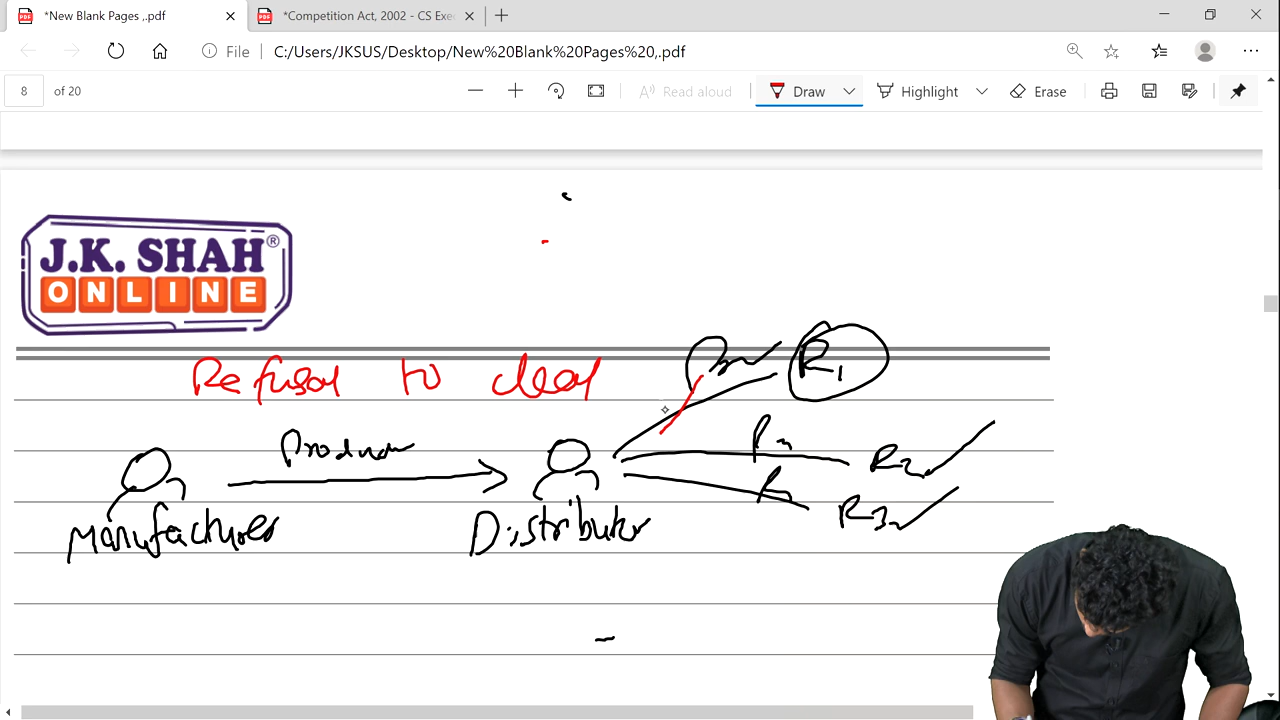 *New Blank Pages ,.pdf
*Competition Act, 2002 - CS Exe
File C:/Users/JKSUS/Desktop/New%20Blank%20Pages%20,.pdf
8 of 20
Read aloud
Draw
Highlight
Erase
J.K. SHAH®
ONLINE
Refusal to deal
R1
Product
R2
R3
Manufacturer
Distributor